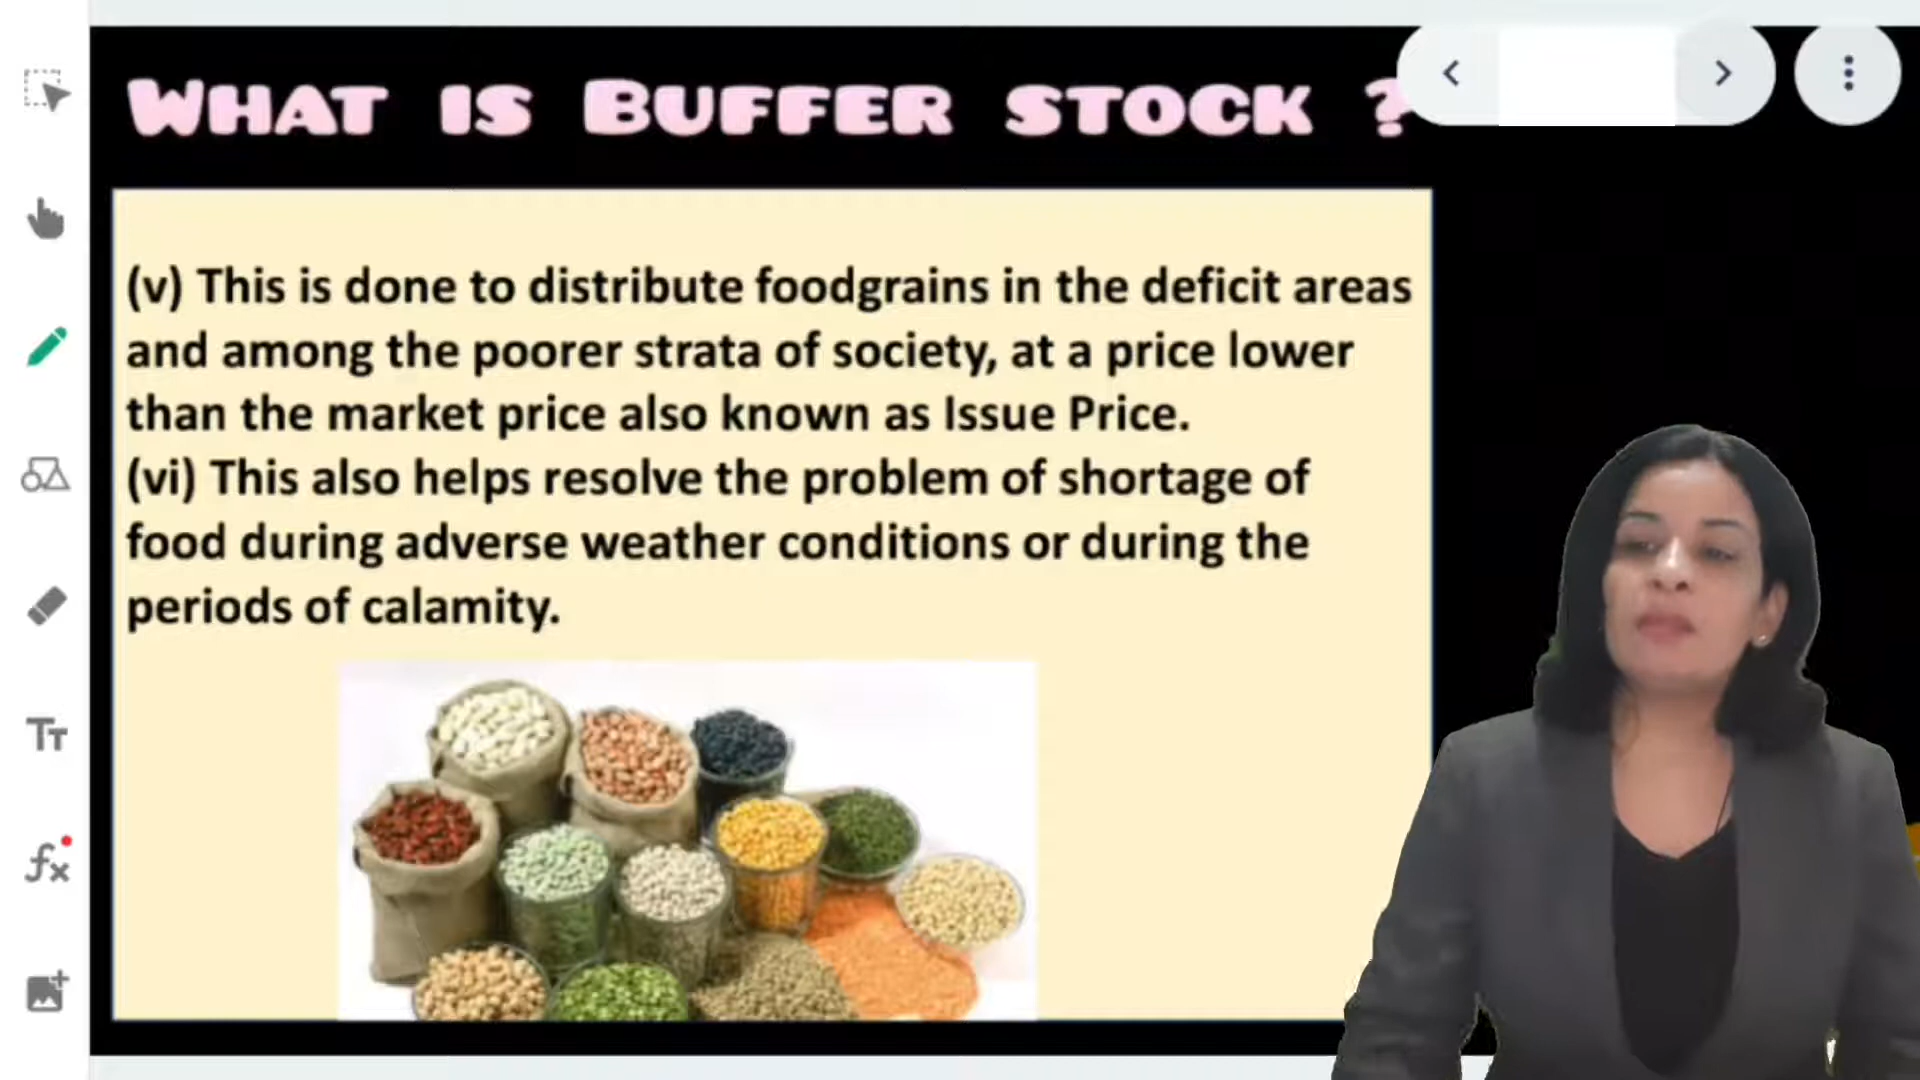 WHAT IS BUFFER STOCK ?
(v) This is done to distribute foodgrains in the deficit areas
and among the poorer strata of society, at a price lower
than the market price also known as Issue Price.
(vi) This also helps resolve the problem of shortage of
food during adverse weather conditions or during the
periods of calamity.
TT
fx